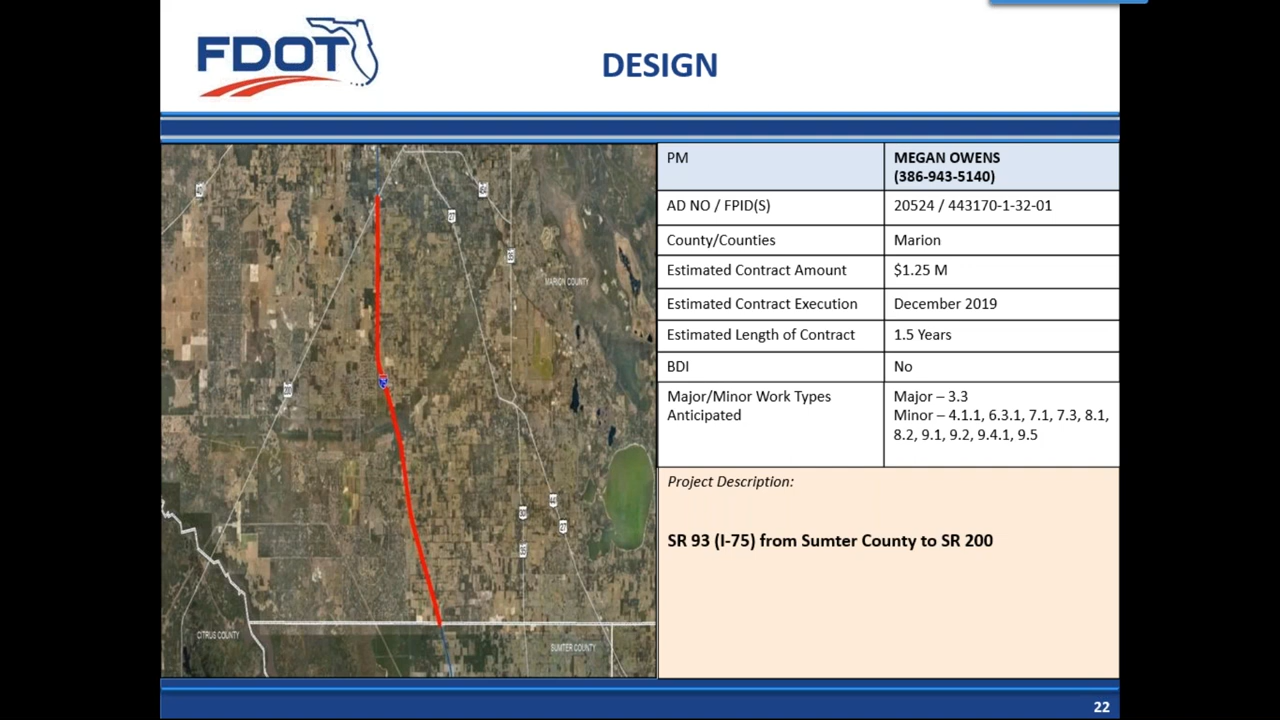 FDOT
DESIGN
PM
MEGAN OWENS
(386-943-5140)
AD NO / FPID(S)
20524 / 443170-1-32-01
County/Counties
Marion
Estimated Contract Amount
$1.25 M
Estimated Contract Execution
December 2019
Estimated Length of Contract
1.5 Years
BDI
No
Major/Minor Work Types
Anticipated
Major – 3.3
Minor – 4.1.1, 6.3.1, 7.1, 7.3, 8.1,
8.2, 9.1, 9.2, 9.4.1, 9.5
Project Description:
SR 93 (I-75) from Sumter County to SR 200
MARION COUNTY
CITRUS COUNTY
SUMTER COUNTY
22